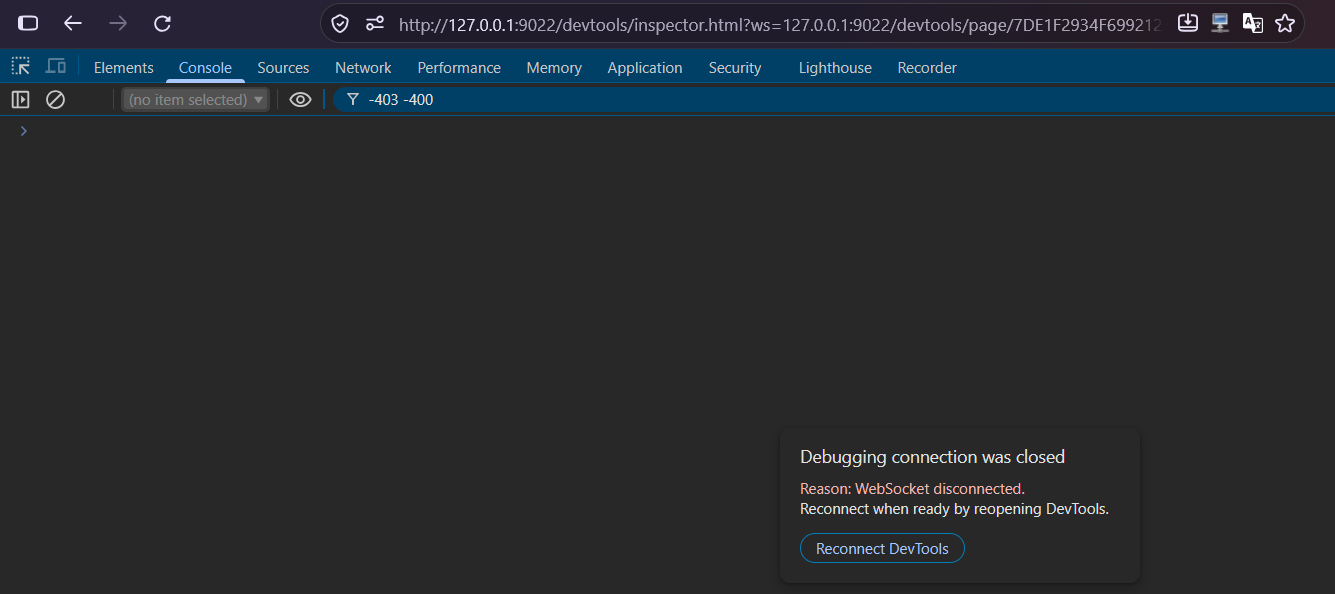 http://127.0.0.1:9022/devtools/inspector.html?ws=127.0.0.1:9022/devtools/page/7DE1F2934F699212
Elements Console Sources Network Performance Memory Application Security Lighthouse Recorder
(no item selected) -403 -400
Debugging connection was closed
Reason: WebSocket disconnected.
Reconnect when ready by reopening DevTools.
Reconnect DevTools